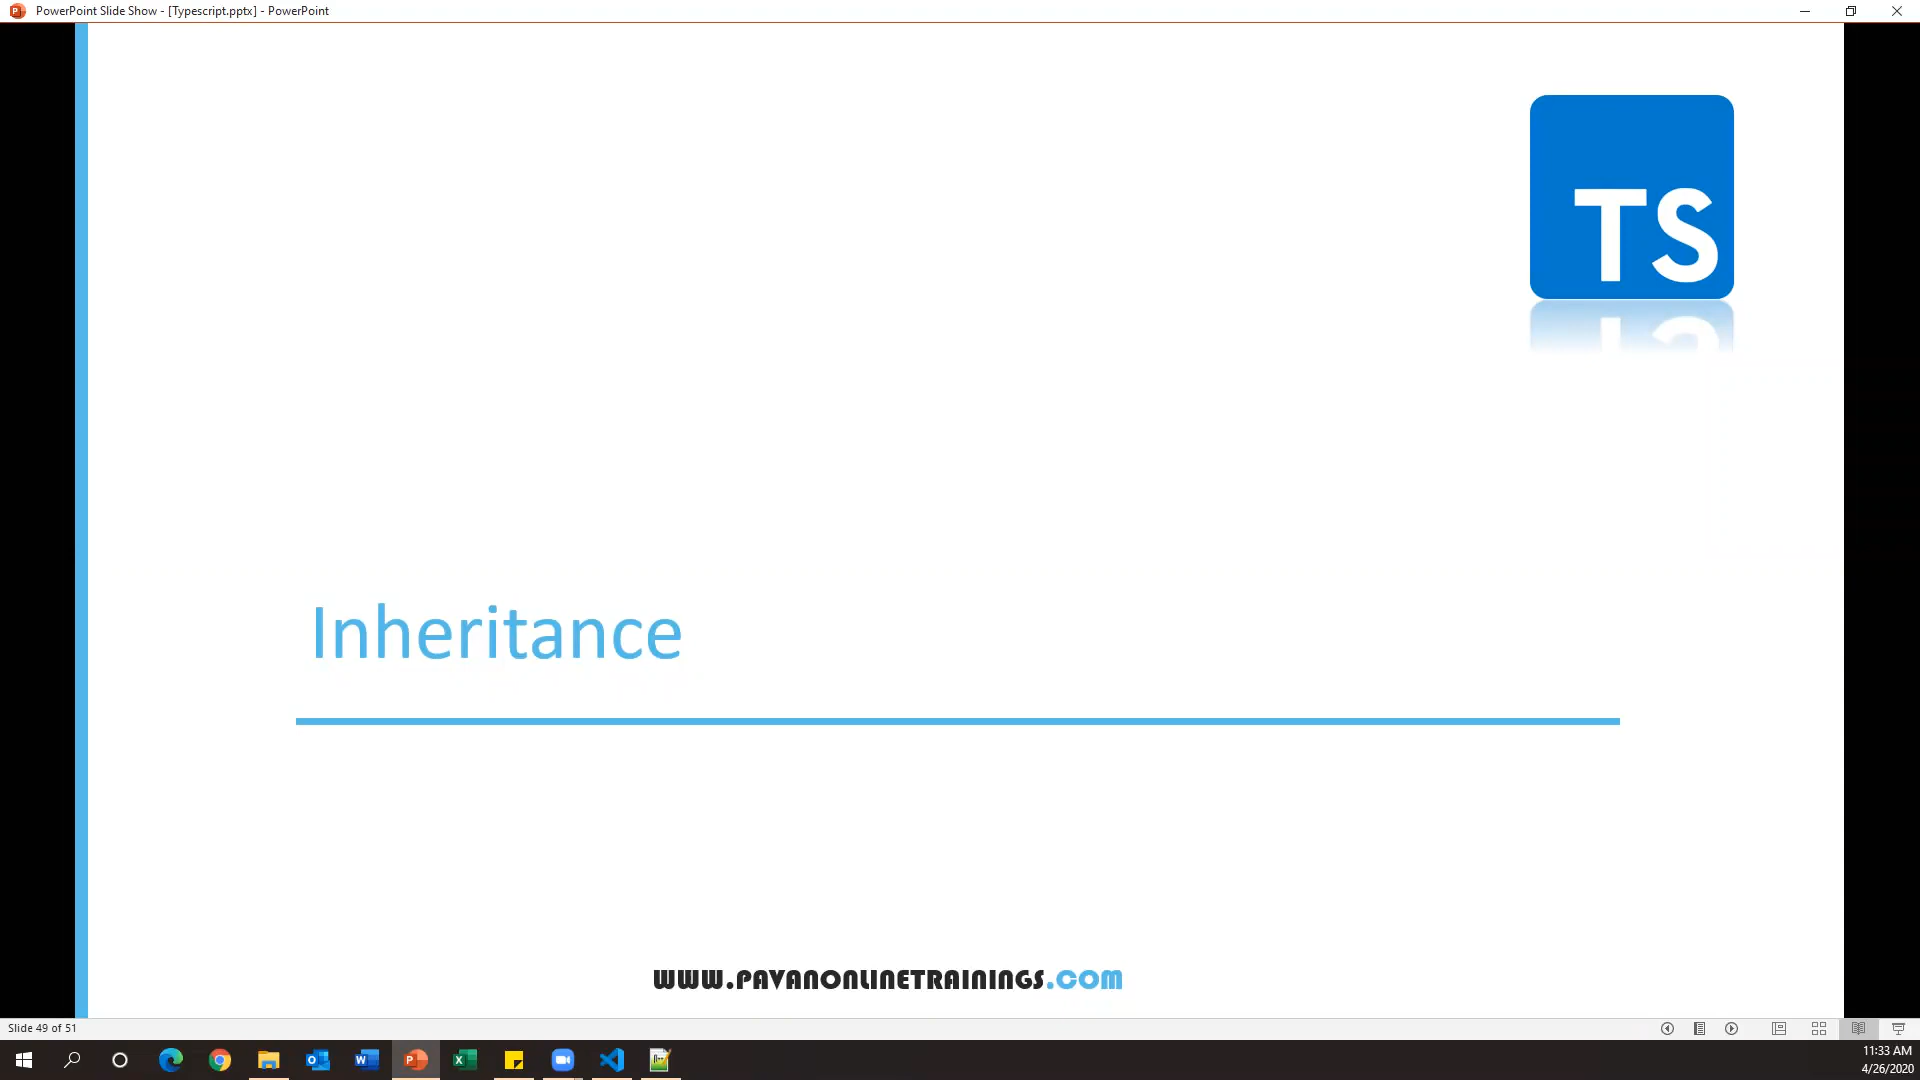 PowerPoint Slide Show - [Typescript.pptx] - PowerPoint
TS
Inheritance
WWW.PAVANONLINETRAININGS.COM
Slide 49 of 51
11:33 AM
4/26/2020